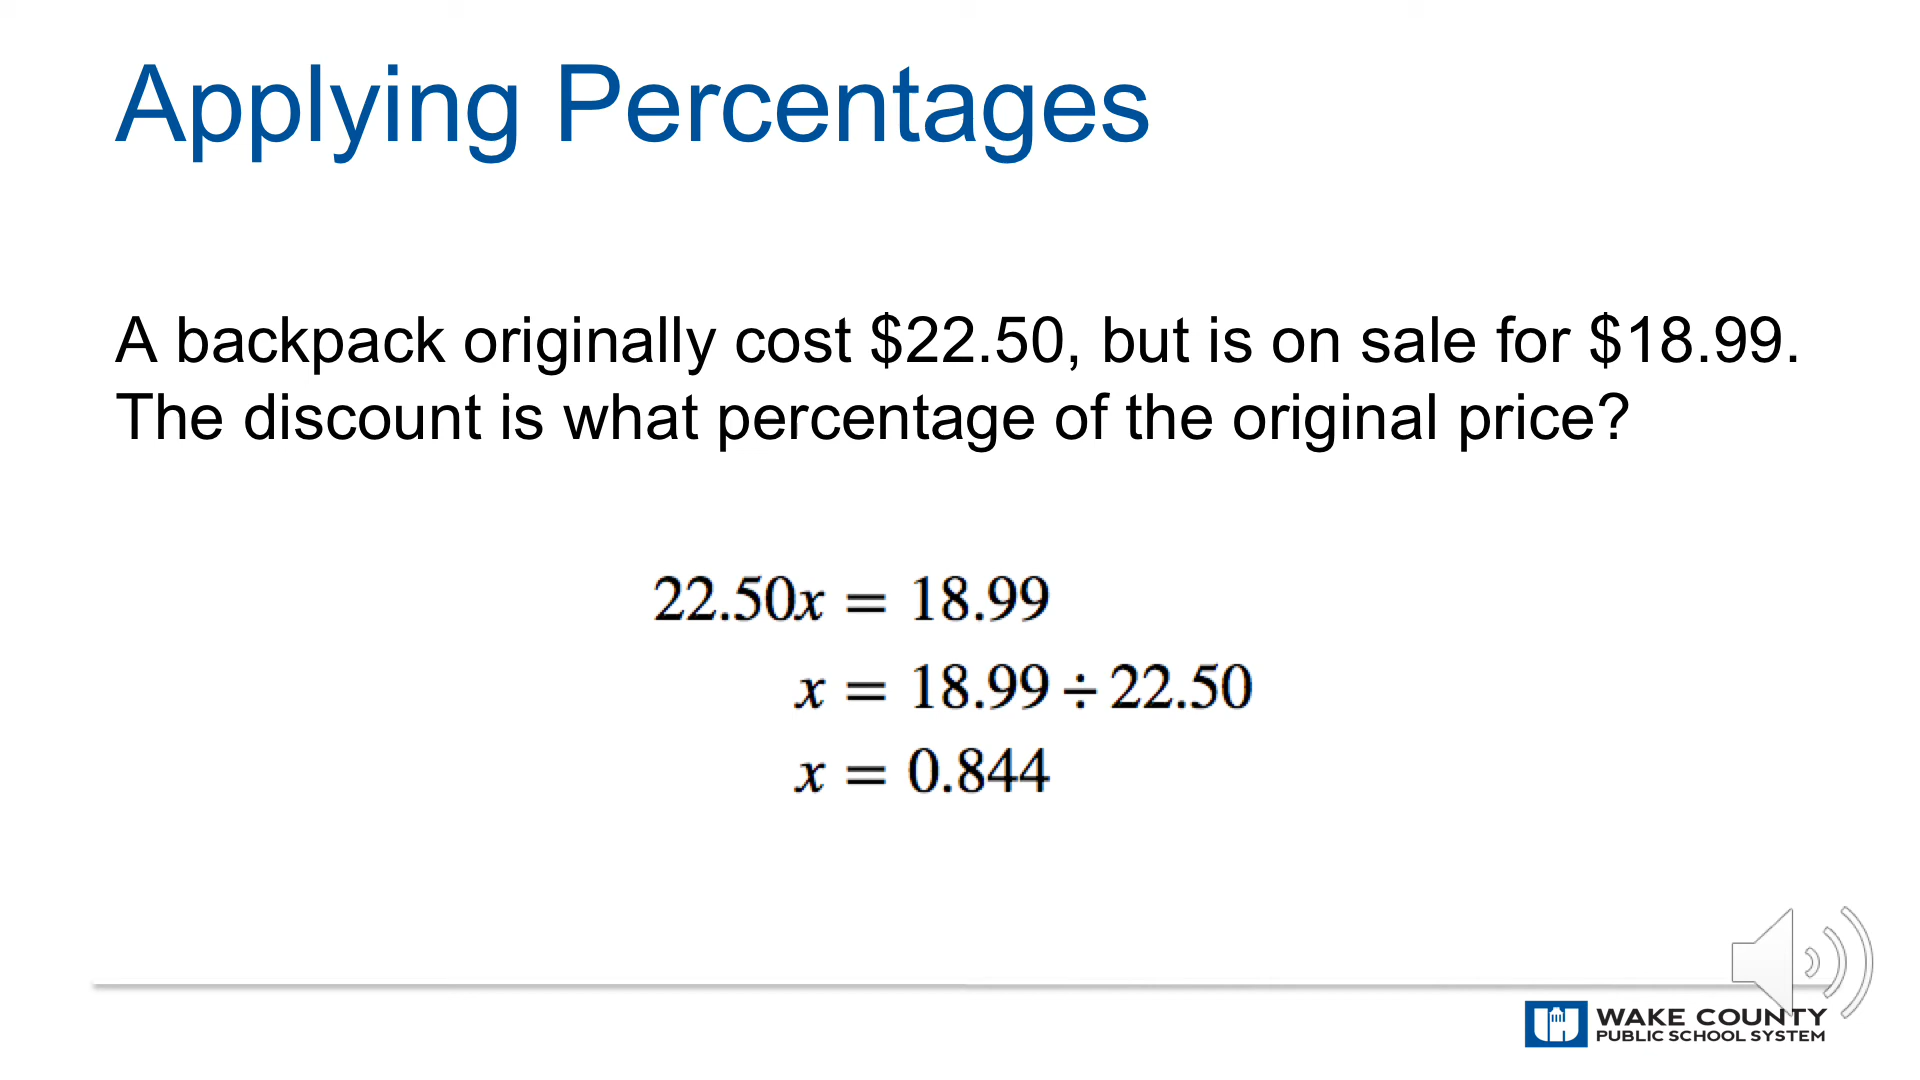 Applying Percentages
A backpack originally cost $22.50, but is on sale for $18.99.
The discount is what percentage of the original price?
22.50x = 18.99
x = 18.99 ÷ 22.50
x = 0.844
WAKE COUNTY
PUBLIC SCHOOL SYSTEM